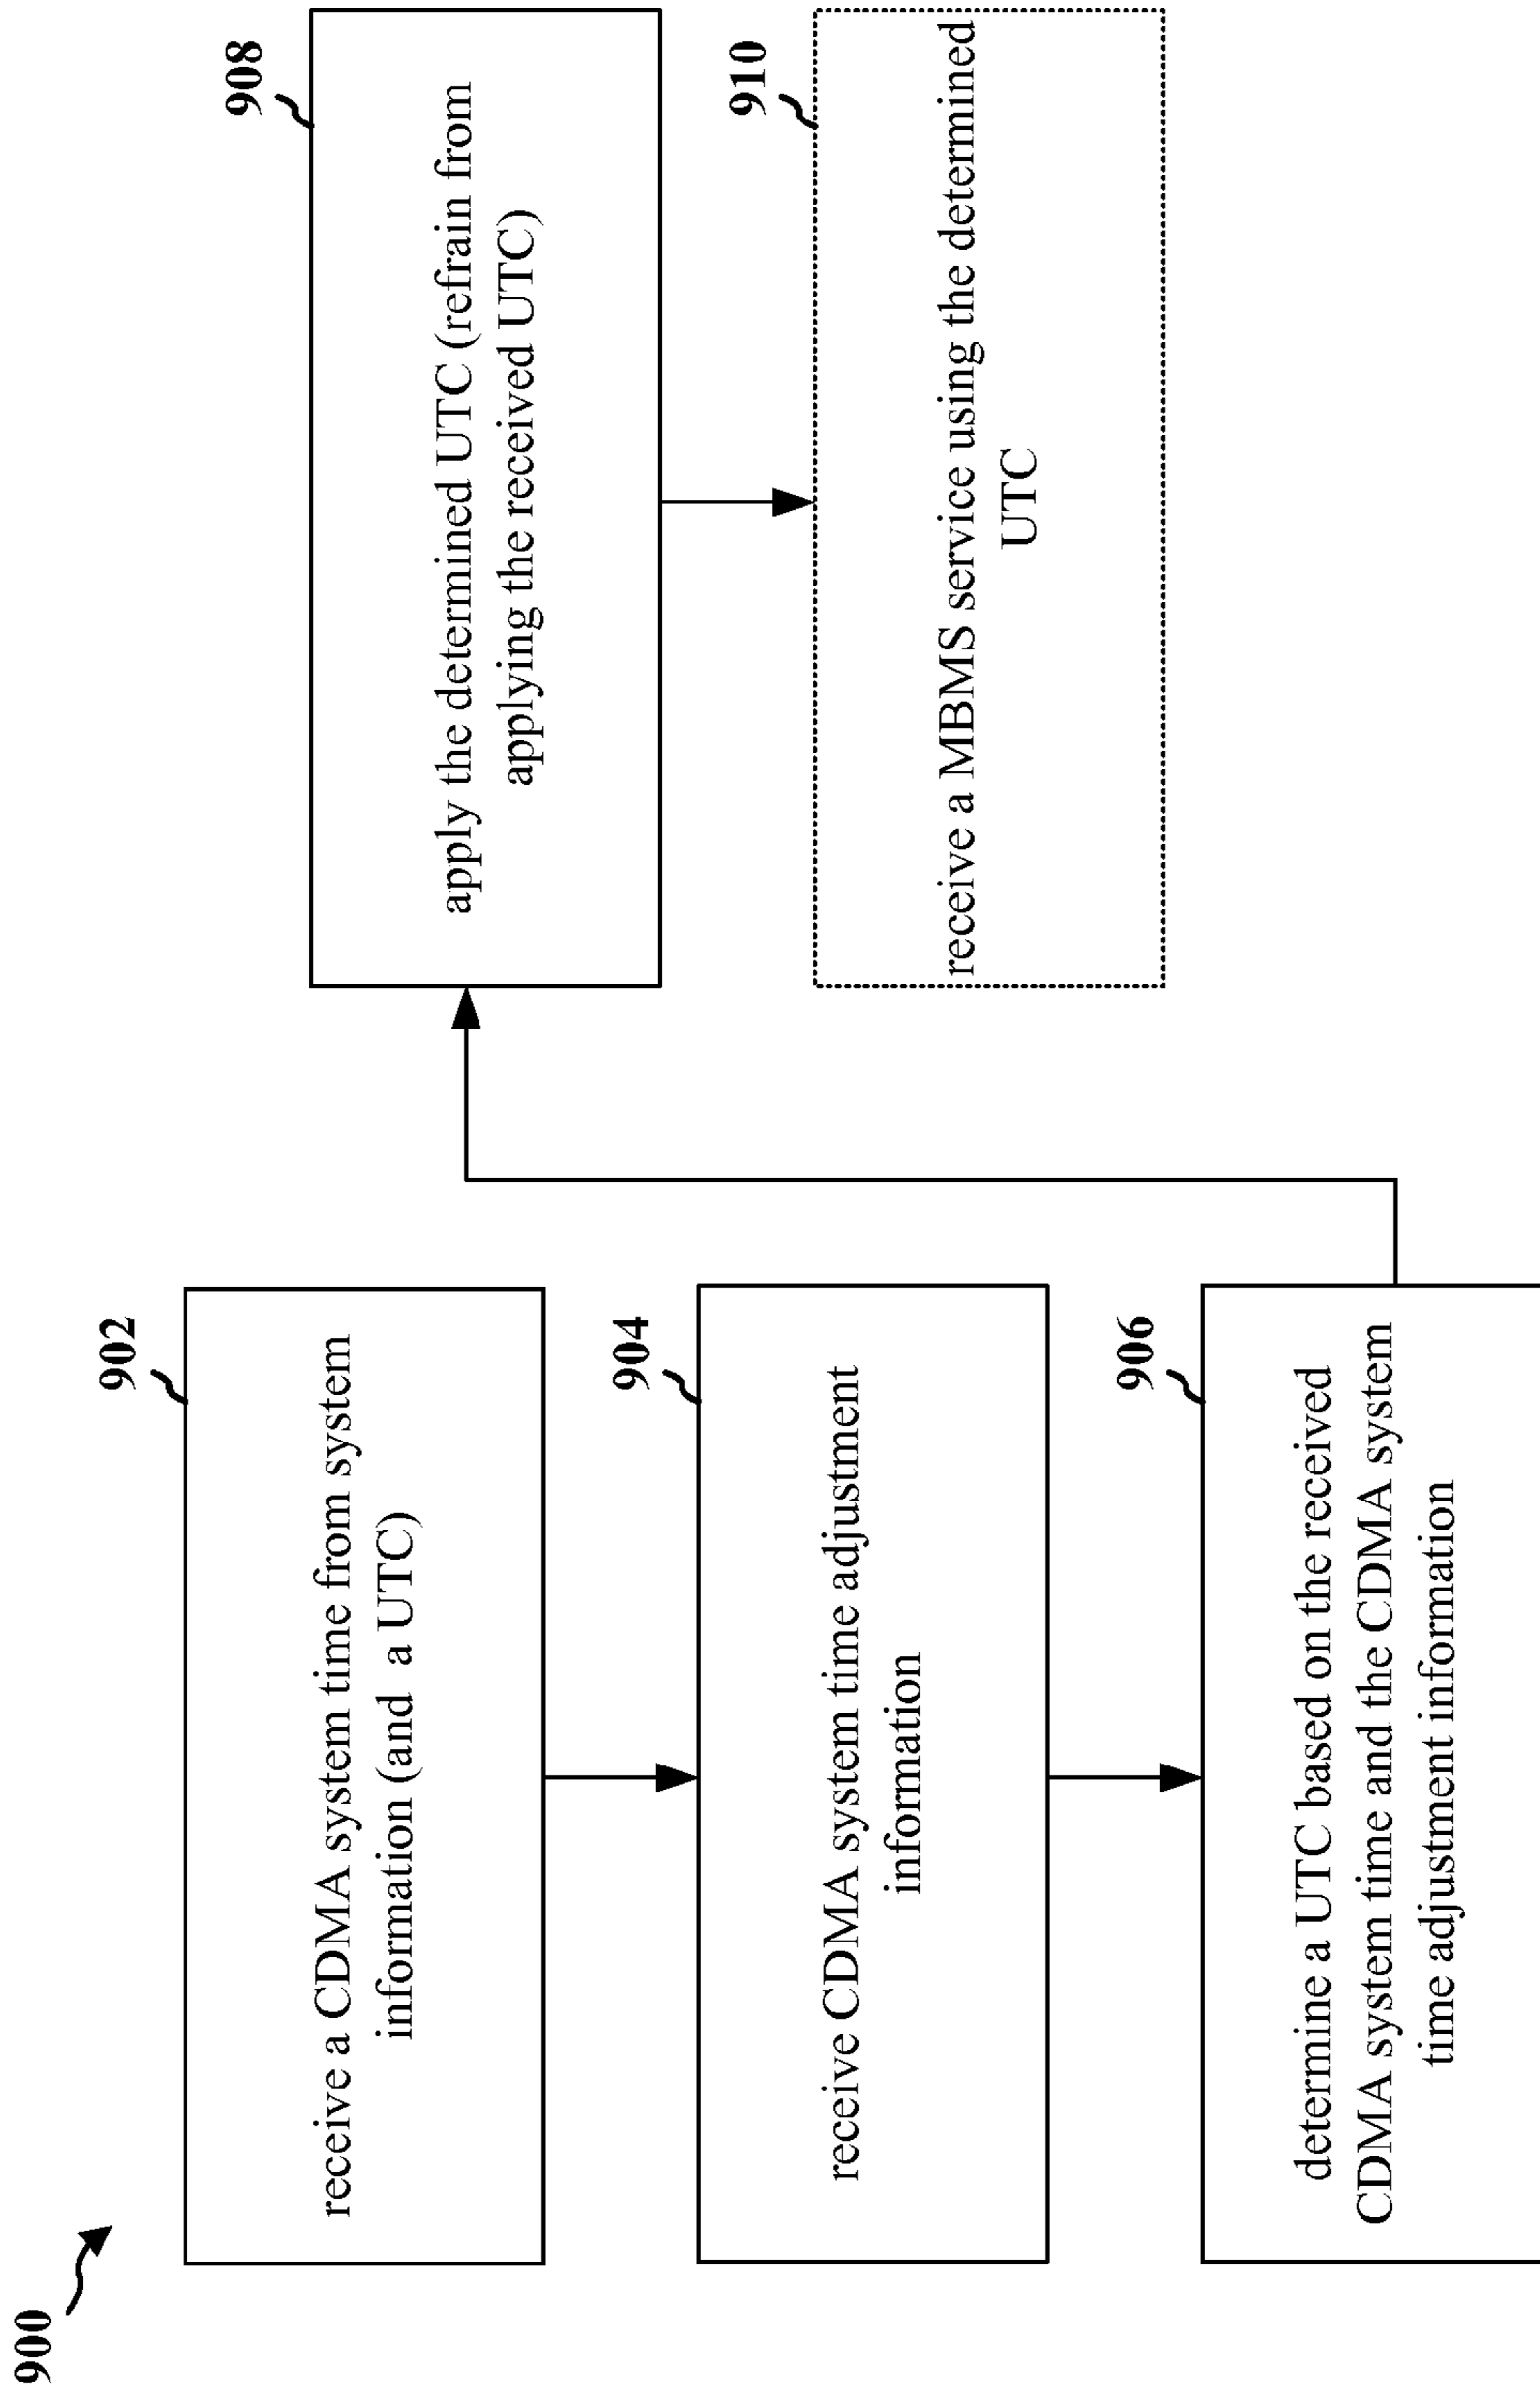 900
902
receive a CDMA system time from system
information (and a UTC)
904
receive CDMA system time adjustment
information
906
determine a UTC based on the received
CDMA system time and the CDMA system
time adjustment information
908
apply the determined UTC (refrain from
applying the received UTC)
910
receive a MBMS service using the determined
UTC